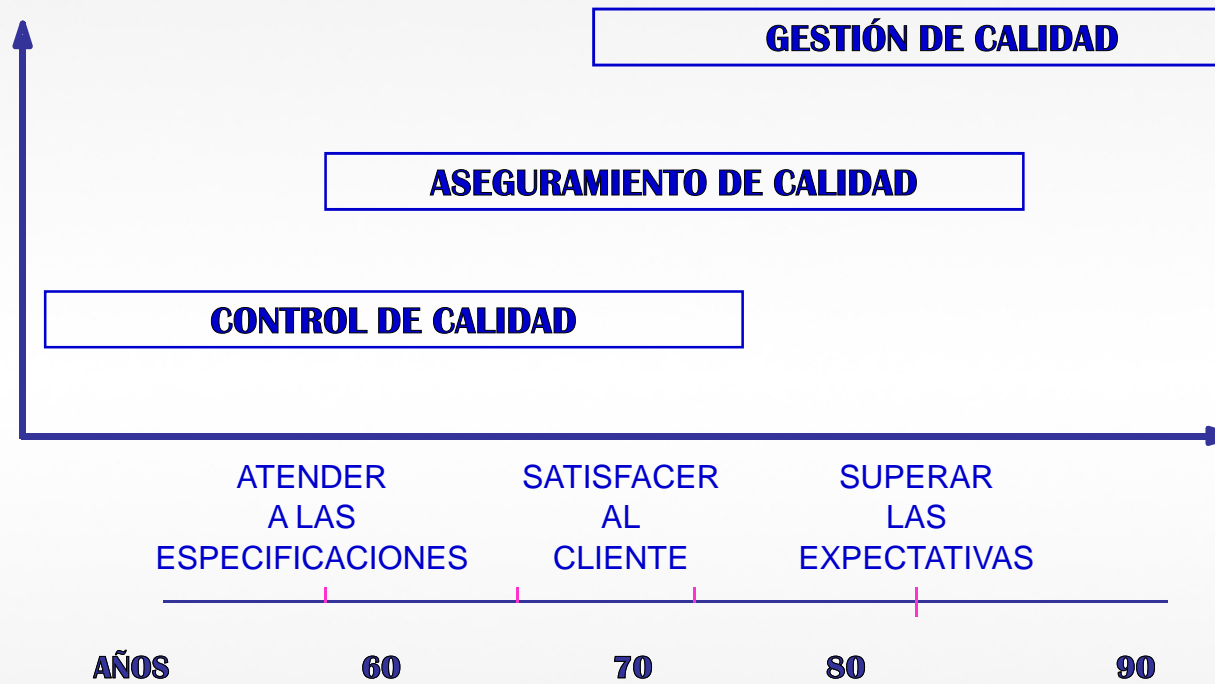 GESTIÓN DE CALIDAD
ASEGURAMIENTO DE CALIDAD
CONTROL DE CALIDAD
ATENDER
A LAS
ESPECIFICACIONES
SATISFACER
AL
CLIENTE
SUPERAR
LAS
EXPECTATIVAS
AÑOS 60 70 80 90